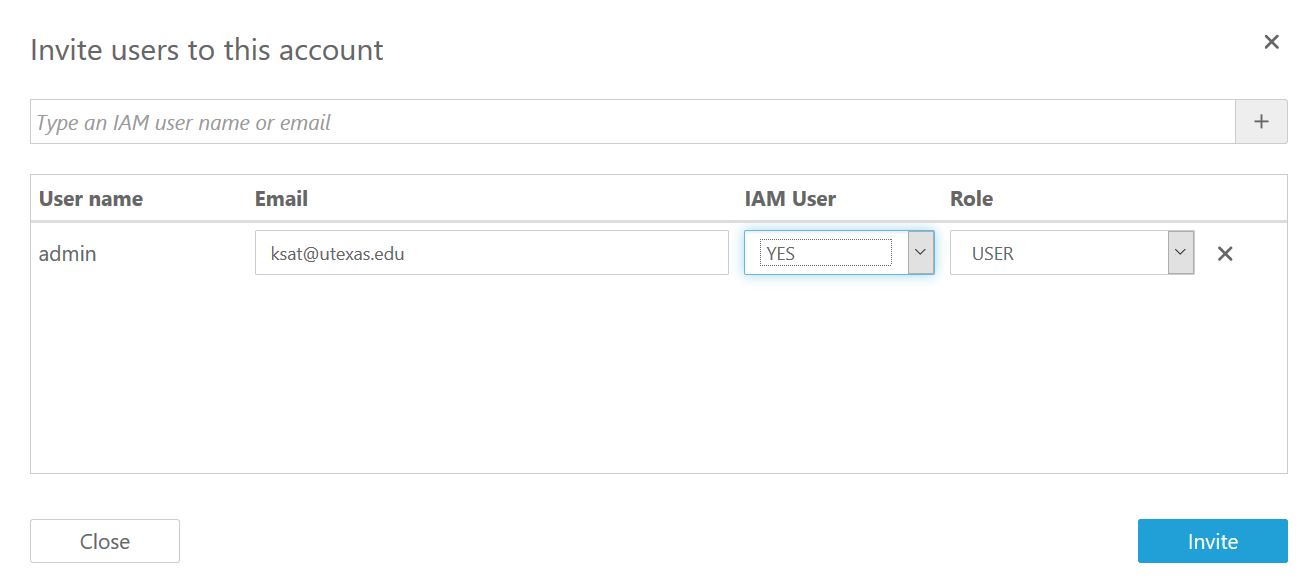 Invite users to this account
Type an IAM user name or email
User name Email IAM User Role
admin ksat@utexas.edu YES USER
Close Invite